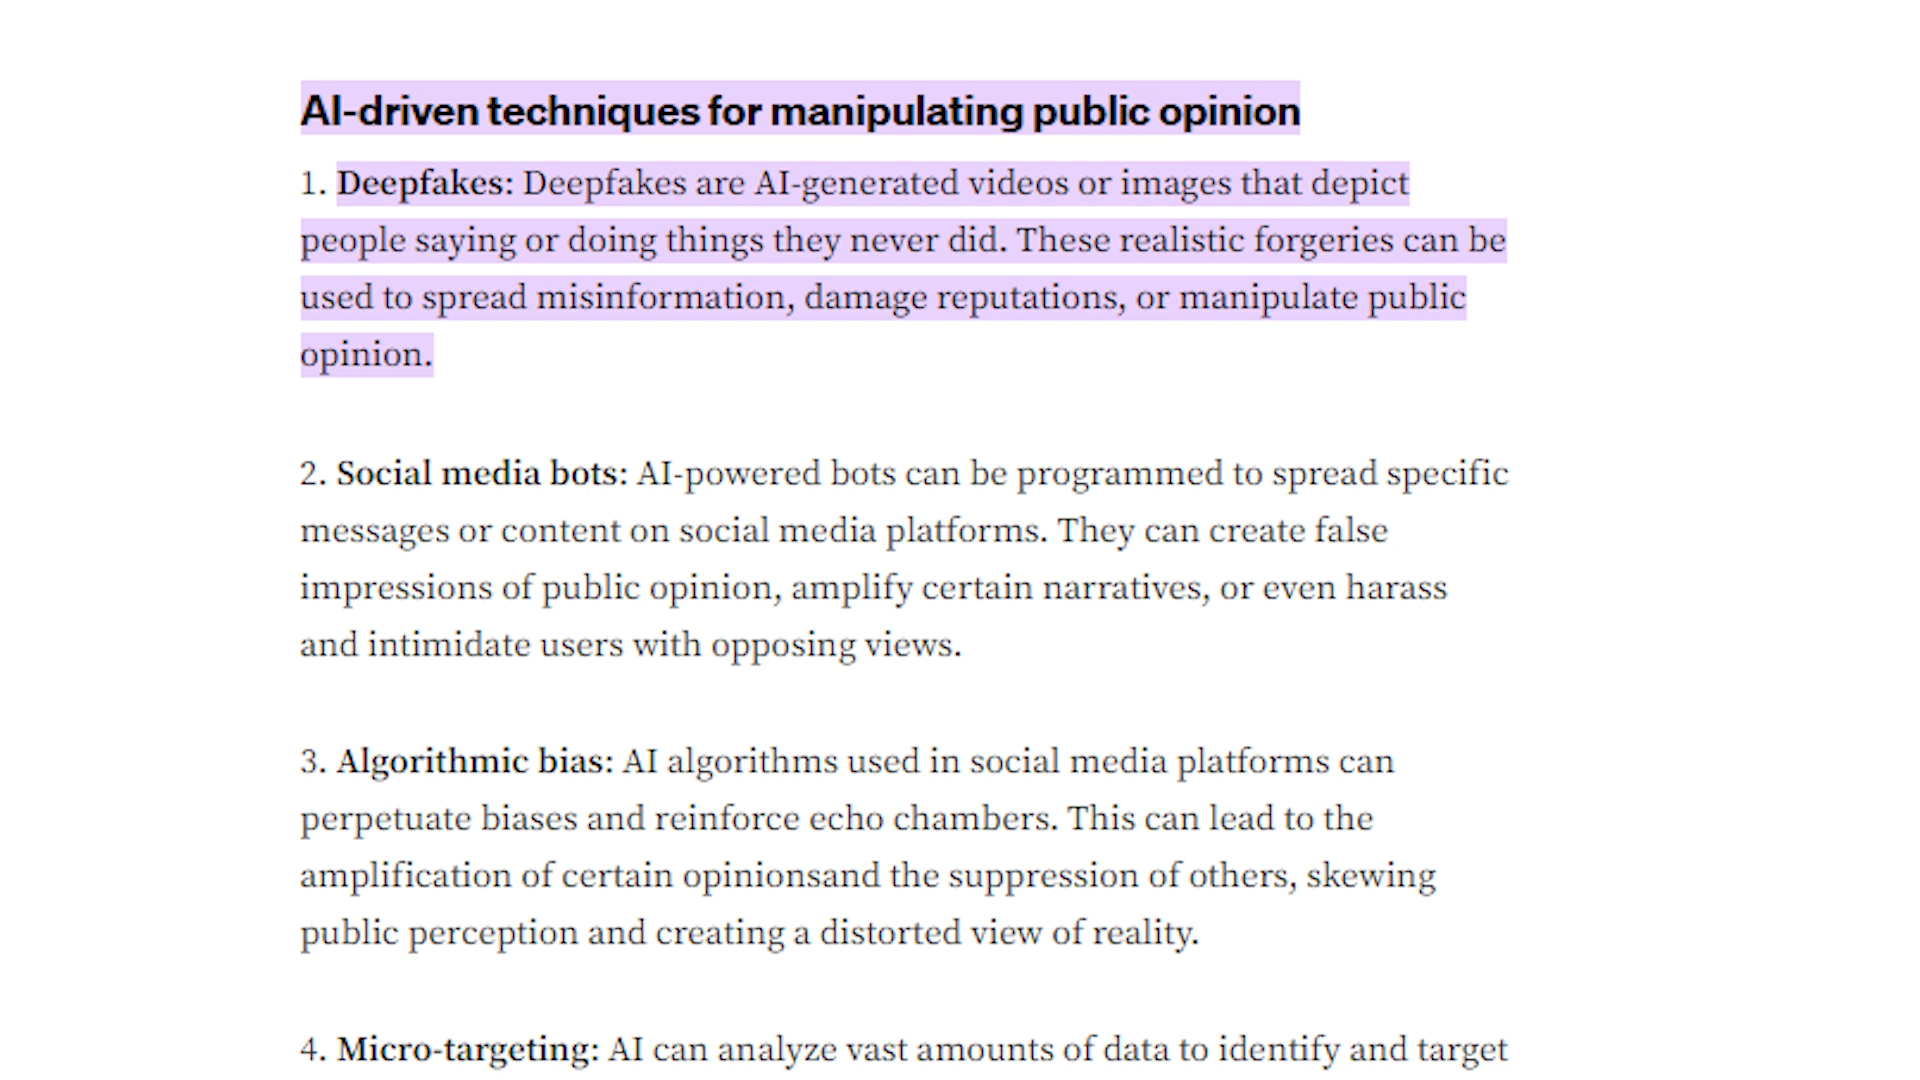 AI-driven techniques for manipulating public opinion
1. Deepfakes: Deepfakes are AI-generated videos or images that depict
people saying or doing things they never did. These realistic forgeries can be
used to spread misinformation, damage reputations, or manipulate public
opinion.
2. Social media bots: AI-powered bots can be programmed to spread specific
messages or content on social media platforms. They can create false
impressions of public opinion, amplify certain narratives, or even harass
and intimidate users with opposing views.
3. Algorithmic bias: AI algorithms used in social media platforms can
perpetuate biases and reinforce echo chambers. This can lead to the
amplification of certain opinionsand the suppression of others, skewing
public perception and creating a distorted view of reality.
4. Micro-targeting: AI can analyze vast amounts of data to identify and target